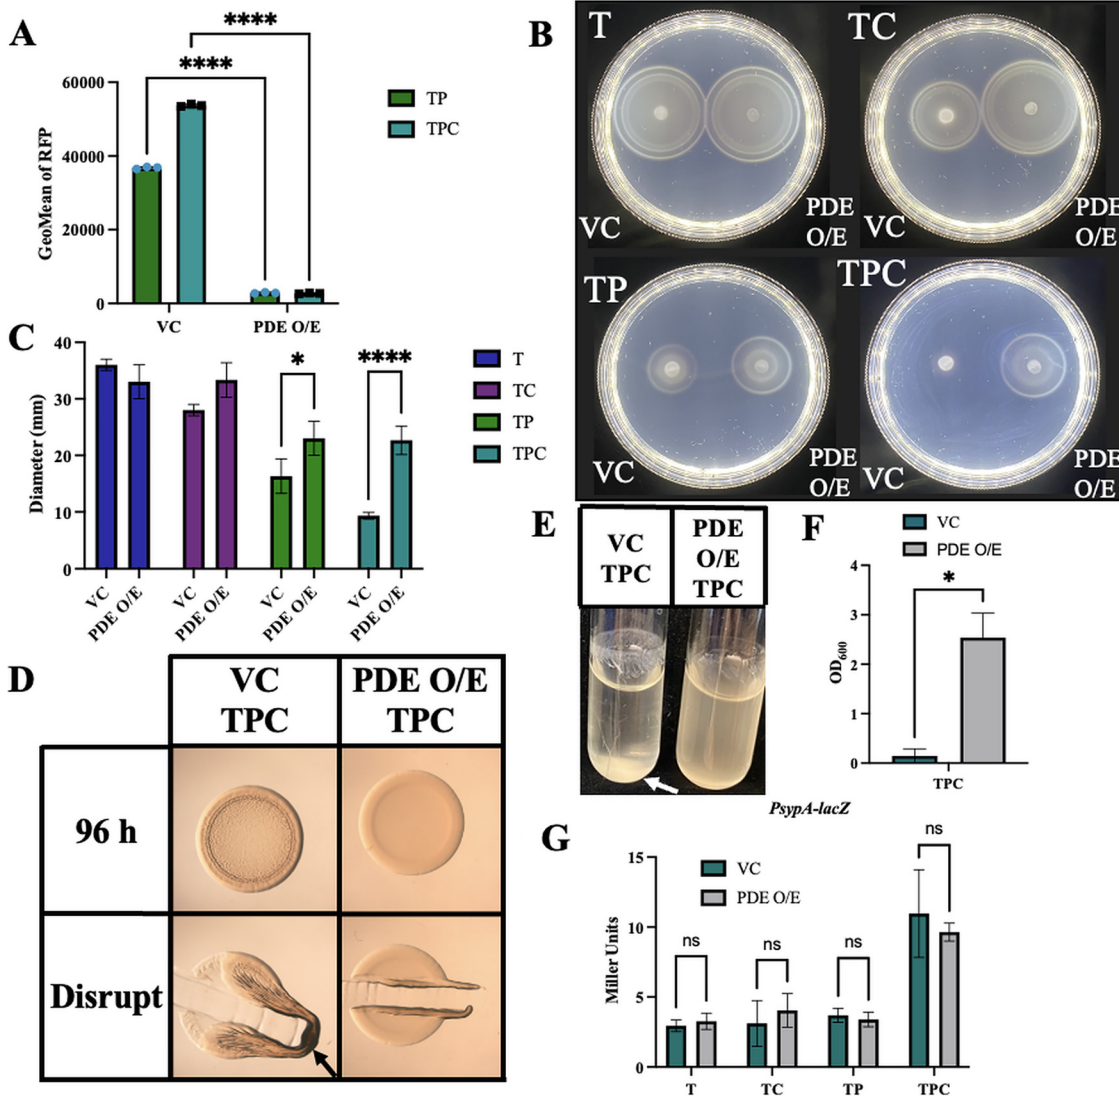 A
****
****
60000
40000
20000
0
GeoMean of RFP
TP
TPC
VC
PDE O/E
B
T
VC
PDE
O/E
TC
VC
PDE
O/E
TP
VC
PDE
O/E
TPC
VC
PDE
O/E
C
40
30
20
10
0
Diameter (mm)
*
****
T
TC
TP
TPC
VC
PDE O/E
VC
PDE O/E
VC
PDE O/E
VC
PDE O/E
D
VC
TPC
PDE O/E
TPC
96 h
Disrupt
E
VC
TPC
PDE
O/E
TPC
F
VC
PDE O/E
4
3
2
1
0
OD600
*
TPC
G
PsypA-lacZ
VC
PDE O/E
15
10
5
0
Miller Units
ns
ns
ns
ns
T
TC
TP
TPC